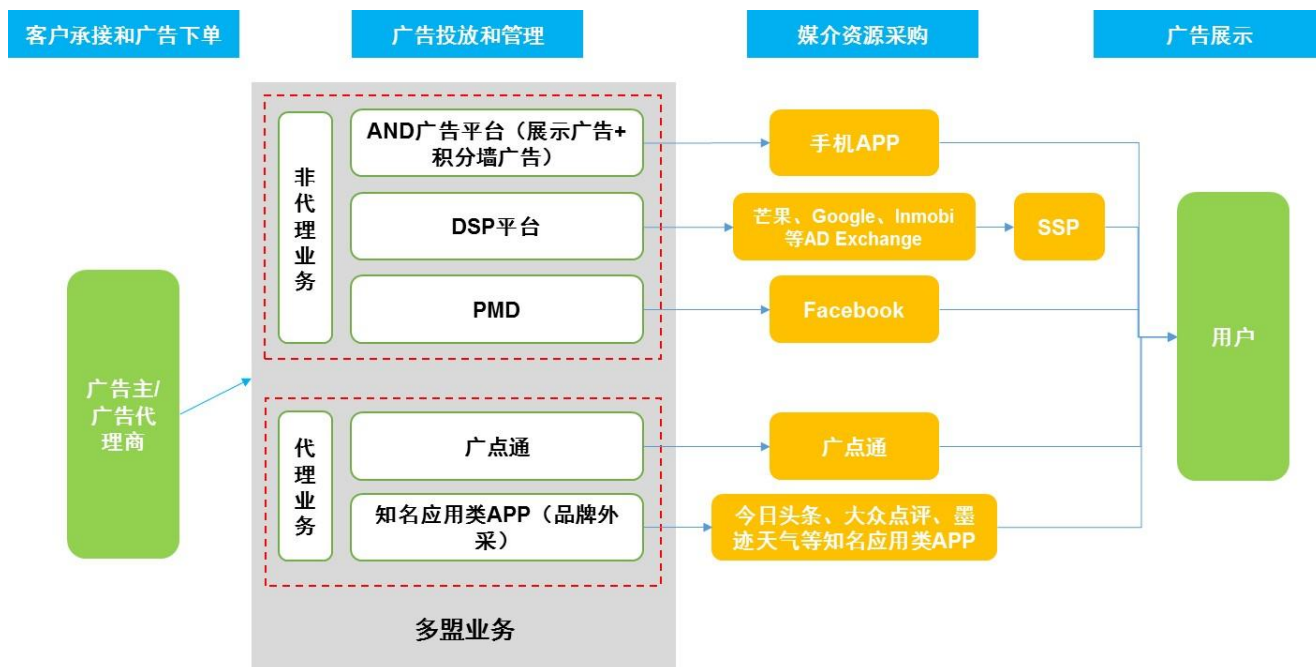 客户承接和广告下单
广告投放和管理
媒介资源采购
广告展示
广告主/
广告代
理商
非
代
理
业
务
AND广告平台（展示广告+
积分墙广告）
DSP平台
PMD
代
理
业
务
广点通
知名应用类APP（品牌外
采）
多盟业务
手机APP
芒果、Google、Inmobi
等AD Exchange
SSP
Facebook
广点通
今日头条、大众点评、墨
迹天气等知名应用类APP
用户